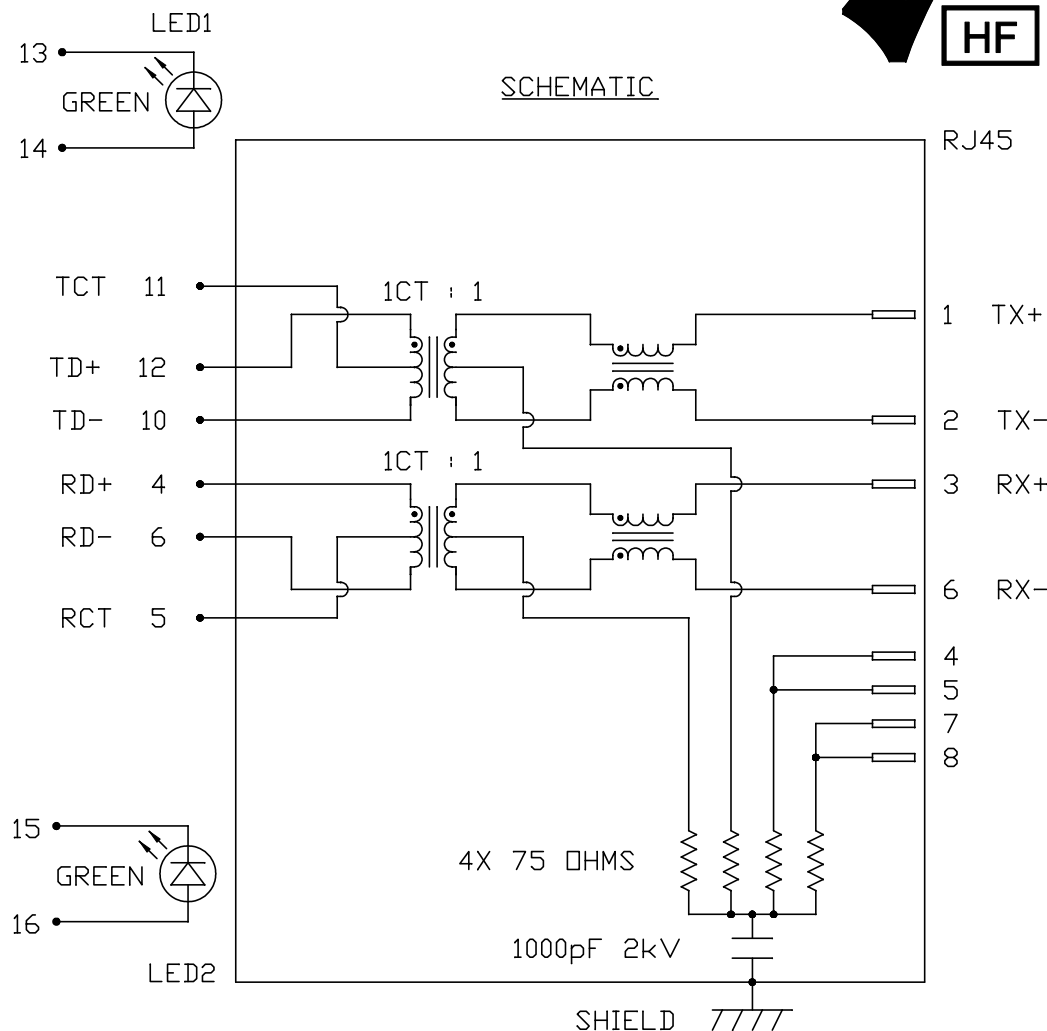 LED1
13
GREEN
14
HF
SCHEMATIC
RJ45
TCT 11
1CT : 1
1 TX+
TD+ 12
TD- 10
2 TX-
1CT : 1
RD+ 4
3 RX+
RD- 6
6 RX-
RCT 5
4
5
7
8
15
GREEN
16
LED2
4X 75 OHMS
1000pF 2kV
SHIELD